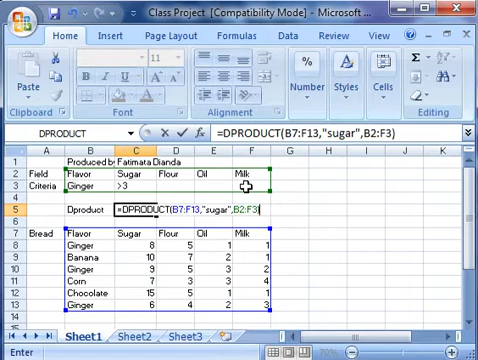 Class Project [Compatibility Mode] - Microsoft
Home Insert Page Layout Formulas Data Review View
Paste
Clipboard
11
A A
B I U
Font
Alignment
%
Number
Styles
Cells
Σ
Editing
DPRODUCT =DPRODUCT(B7:F13,"sugar",B2:F3)
A B C D E F G H I J K
1 Produced by Fatimata Dianda
2 Field Flavor Sugar Flour Oil Milk
3 Criteria Ginger >3
4
5 Dproduct =DPRODUCT(B7:F13,"sugar",B2:F3)
6
7 Bread Flavor Sugar Flour Oil Milk
8 Ginger 8 5 1 1
9 Banana 10 7 2 1
10 Ginger 9 5 3 2
11 Corn 7 3 3 4
12 Chocolate 15 5 1 1
13 Ginger 6 4 2 3
14
Sheet1 Sheet2 Sheet3
Enter 70%